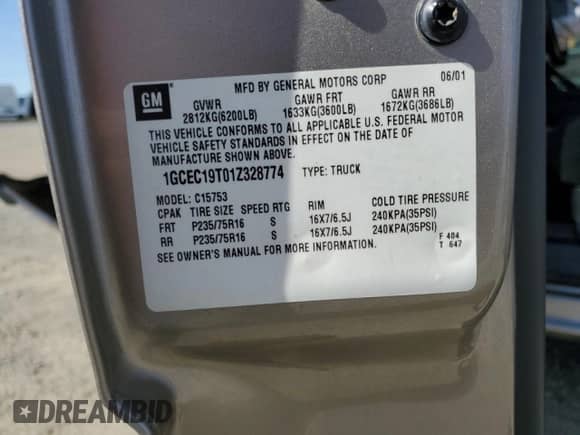 MFD BY GENERAL MOTORS CORP 06/01
GM
GVWR GAWR FRT GAWR RR
2812KG(6200LB) 1633KG(3600LB) 1672KG(3686LB)
THIS VEHICLE CONFORMS TO ALL APPLICABLE U.S. FEDERAL MOTOR
VEHICLE SAFETY STANDARDS IN EFFECT ON THE DATE OF
MANUFACTURE SHOWN ABOVE.
1GCEC19T01Z328774 TYPE: TRUCK
MODEL: C15753
CPAK TIRE SIZE SPEED RTG RIM COLD TIRE PRESSURE
FRT P235/75R16 S 16X7/6.5J 240KPA(35PSI)
RR P235/75R16 S 16X7/6.5J 240KPA(35PSI)
SEE OWNER'S MANUAL FOR MORE INFORMATION. F 404
T 647
DREAMBID